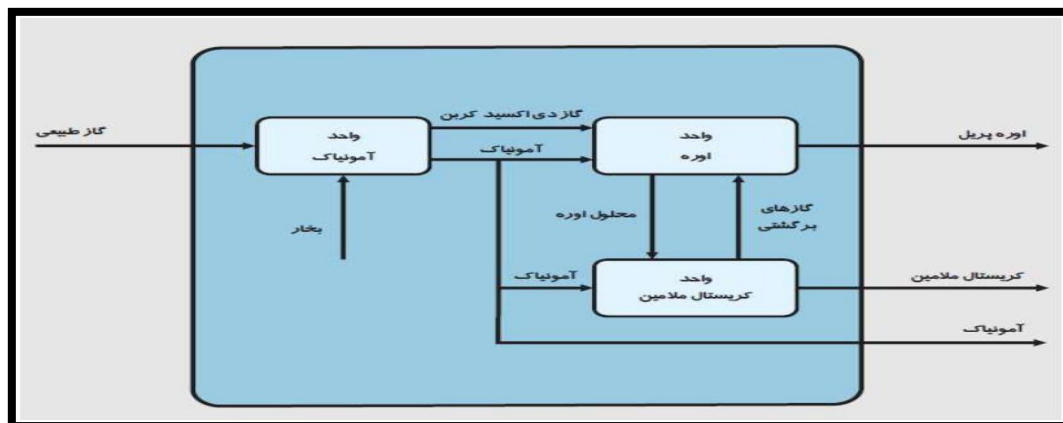 گاز طبیعی
واحد
آمونیاک
بخار
گاز دی اکسید کربن
آمونیاک
واحد
اوره
اوره پریل
محلول اوره
گازهای
برگشتی
آمونیاک
واحد
کریستال ملامین
کریستال ملامین
آمونیاک